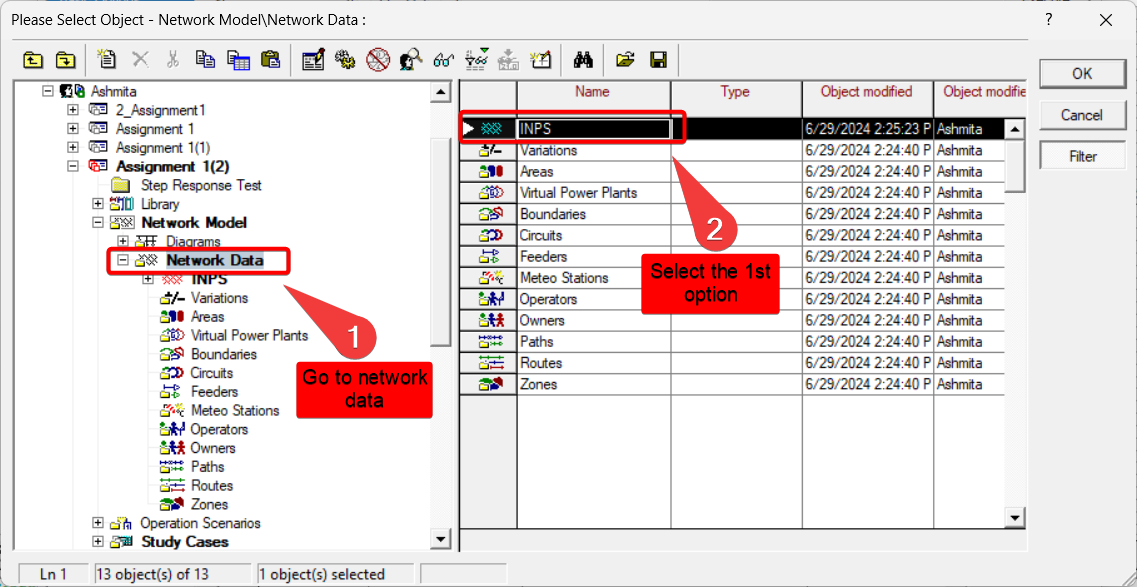 Please Select Object - Network Model\Network Data :
?
Ashmita
2_Assignment1
Assignment 1
Assignment 1(1)
Assignment 1(2)
Step Response Test
Library
Network Model
Diagrams
Network Data
INPS
Variations
Areas
Virtual Power Plants
Boundaries
Circuits
Feeders
Meteo Stations
Operators
Owners
Paths
Routes
Zones
Operation Scenarios
Study Cases
1
Go to network
data
Name Type Object modified Object modifie
INPS 6/29/2024 2:25:23 P Ashmita
Variations 6/29/2024 2:24:40 P Ashmita
Areas 6/29/2024 2:24:40 P Ashmita
Virtual Power Plants 6/29/2024 2:24:40 P Ashmita
Boundaries 6/29/2024 2:24:40 P Ashmita
Circuits 6/29/2024 2:24:40 P Ashmita
Feeders 6/29/2024 2:24:40 P Ashmita
Meteo Stations 6/29/2024 2:24:40 P Ashmita
Operators 6/29/2024 2:24:40 P Ashmita
Owners 6/29/2024 2:24:40 P Ashmita
Paths 6/29/2024 2:24:40 P Ashmita
Routes 6/29/2024 2:24:40 P Ashmita
Zones 6/29/2024 2:24:40 P Ashmita
2
Select the 1st
option
OK
Cancel
Filter
Ln 1 13 object(s) of 13 1 object(s) selected